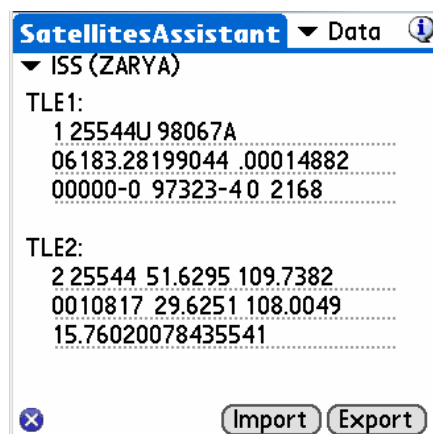 SatellitesAssistant Data
ISS (ZARYA)
TLE1:
1 25544U 98067A
06183.28199044 .00014882
00000-0 97323-4 0 2168
TLE2:
2 25544 51.6295 109.7382
0010817 29.6251 108.0049
15.76020078435541
Import Export